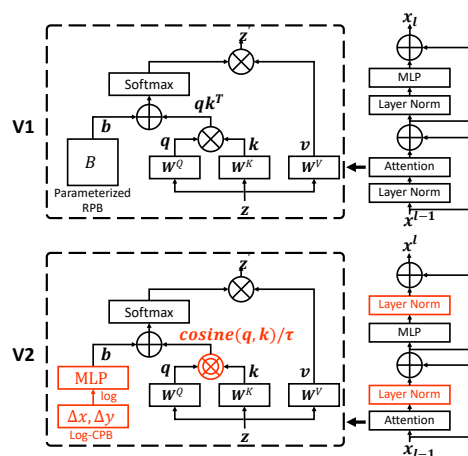 V1
z'
Softmax
qk^T
b
q
k
v
B
W^Q
W^K
W^V
Parameterized
RPB
z
x_l
MLP
Layer Norm
Attention
Layer Norm
x^{l-1}
V2
z'
Softmax
cosine(q, k)/τ
b
q
k
v
MLP
log
Δx, Δy
Log-CPB
W^Q
W^K
W^V
z
x^l
Layer Norm
MLP
Layer Norm
Attention
x_{l-1}